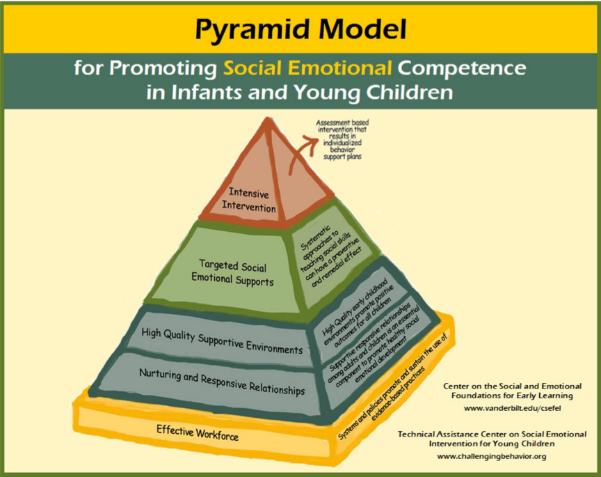 Pyramid Model
for Promoting Social Emotional Competence
in Infants and Young Children
Assessment based
intervention that
results in
individualized
behavior
support plans
Intensive
Intervention
Targeted Social
Emotional Supports
Systematic
approaches to
teaching social skills
can have a preventive
and remedial effect
High Quality Supportive Environments
High Quality early childhood
environments promote positive
outcomes for all children
Nurturing and Responsive Relationships
Supportive responsive relationships
among adults and children is an essential
component to promote healthy social
emotional development
Effective Workforce
Systems and policies promote and sustain the use of
evidence-based practices
Center on the Social and Emotional
Foundations for Early Learning
www.vanderbilt.edu/csefel
Technical Assistance Center on Social Emotional
Intervention for Young Children
www.challengingbehavior.org